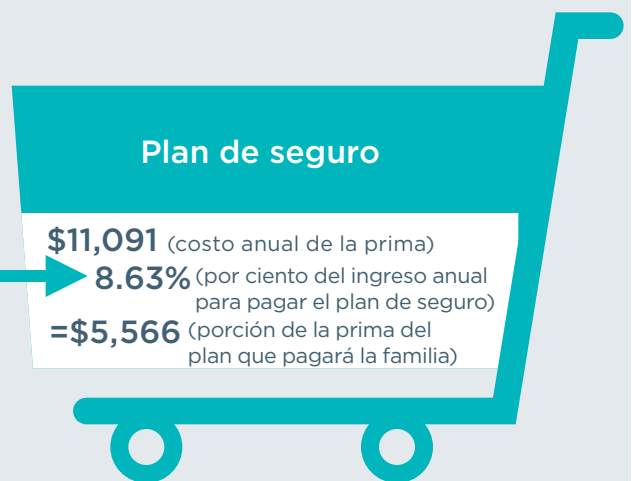 Plan de seguro
$11,091 (costo anual de la prima)
8.63% (por ciento del ingreso anual
para pagar el plan de seguro)
=$5,566 (porción de la prima del
plan que pagará la familia)